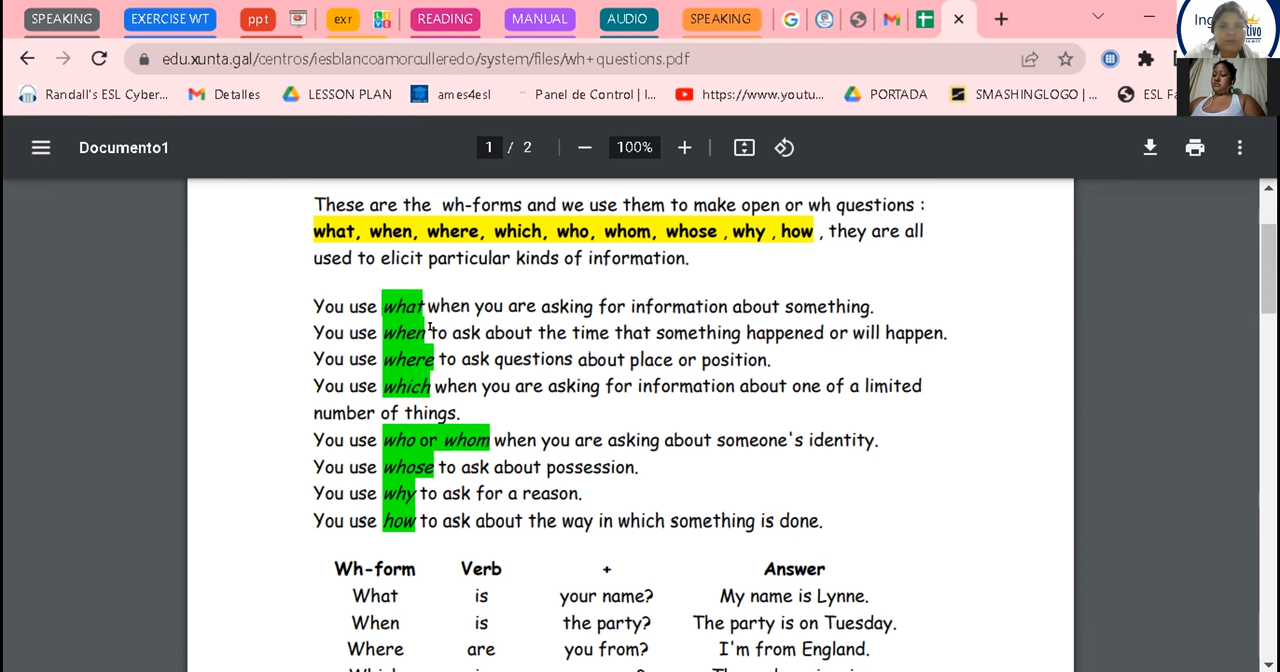 SPEAKING EXERCISE WT ppt exr READING MANUAL AUDIO SPEAKING
edu.xunta.gal/centros/iesblancoamorculleredo/system/files/wh+questions.pdf
Randall's ESL Cyber... Detalles LESSON PLAN ames4esl Panel de Control | I... https://www.youtu... PORTADA SMASHINGLOGO | ... ESL
Documento1 1 / 2 100%
These are the wh-forms and we use them to make open or wh questions :
what, when, where, which, who, whom, whose , why , how , they are all
used to elicit particular kinds of information.
You use what when you are asking for information about something.
You use when to ask about the time that something happened or will happen.
You use where to ask questions about place or position.
You use which when you are asking for information about one of a limited
number of things.
You use who or whom when you are asking about someone's identity.
You use whose to ask about possession.
You use why to ask for a reason.
You use how to ask about the way in which something is done.
Wh-form Verb + Answer
What is your name? My name is Lynne.
When is the party? The party is on Tuesday.
Where are you from? I'm from England.